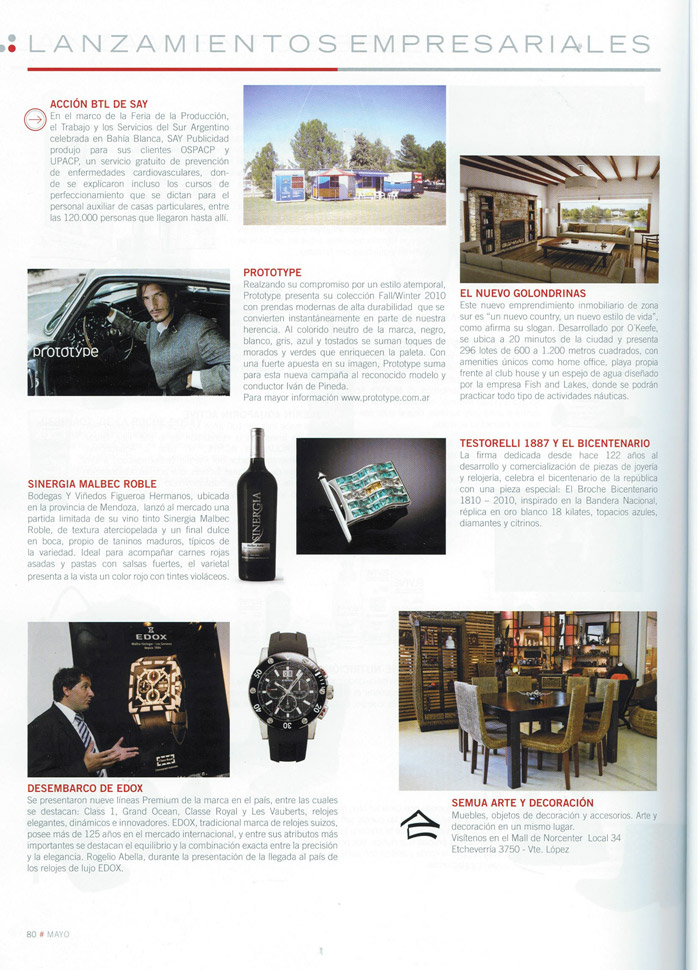 LANZAMIENTOS EMPRESARIALES
ACCIÓN BTL DE SAY
En el marco de la Feria de la Producción,
el Trabajo y los Servicios del Sur Argentino
celebrada en Bahía Blanca, SAY Publicidad
produjo para sus clientes OSPACP y
UPACP, un servicio gratuito de prevención
de enfermedades cardiovasculares, don-
de se explicaron incluso los cursos de
perfeccionamiento que se dictan para el
personal auxiliar de casas particulares, entre
las 120.000 personas que llegaron hasta allí.
prototype
PROTOTYPE
Realzando su compromiso por un estilo atemporal,
Prototype presenta su colección Fall/Winter 2010
con prendas modernas de alta durabilidad que se
convierten instantáneamente en parte de nuestra
herencia. Al colorido neutro de la marca, negro,
blanco, gris, azul y tostados se suman toques de
morados y verdes que enriquecen la paleta. Con
una fuerte apuesta en su imagen, Prototype suma
para esta nueva campaña al reconocido modelo y
conductor Iván de Pineda.
Para mayor información www.prototype.com.ar
EL NUEVO GOLONDRINAS
Este nuevo emprendimiento inmobiliario de zona
sur es "un nuevo country, un nuevo estilo de vida",
como afirma su slogan. Desarrollado por O'Keefe,
se ubica a 20 minutos de la ciudad y presenta
296 lotes de 600 a 1.200 metros cuadrados, con
amenities únicos como home office, playa propia
frente al club house y un espejo de agua diseñado
por la empresa Fish and Lakes, donde se podrán
practicar todo tipo de actividades náuticas.
SINERGIA MALBEC ROBLE
Bodegas Y Viñedos Figueroa Hermanos, ubicada
en la provincia de Mendoza, lanzó al mercado una
partida limitada de su vino tinto Sinergia Malbec
Roble, de textura aterciopelada y un final dulce
en boca, propio de taninos maduros, típicos de
la variedad. Ideal para acompañar carnes rojas
asadas y pastas con salsas fuertes, el varietal
presenta a la vista un color rojo con tintes violáceos.
SINERGIA
TESTORELLI 1887 Y EL BICENTENARIO
La firma dedicada desde hace 122 años al
desarrollo y comercialización de piezas de joyería
y relojería, celebra el bicentenario de la república
con una pieza especial: El Broche Bicentenario
1810 – 2010, inspirado en la Bandera Nacional,
réplica en oro blanco 18 kilates, topacios azules,
diamantes y citrinos.
EDOX
DESEMBARCO DE EDOX
Se presentaron nueve líneas Premium de la marca en el país, entre las cuales
se destacan: Class 1, Grand Ocean, Classe Royal y Les Vauberts, relojes
elegantes, dinámicos e innovadores. EDOX, tradicional marca de relojes suizos,
posee más de 125 años en el mercado internacional, y entre sus atributos más
importantes se destacan el equilibrio y la combinación exacta entre la precisión
y la elegancia. Rogelio Abella, durante la presentación de la llegada al país de
los relojes de lujo EDOX.
SEMUA ARTE Y DECORACIÓN
Muebles, objetos de decoración y accesorios. Arte y
decoración en un mismo lugar.
Visítenos en el Mall de Norcenter Local 34
Etcheverría 3750 - Vte. López
80 # MAYO